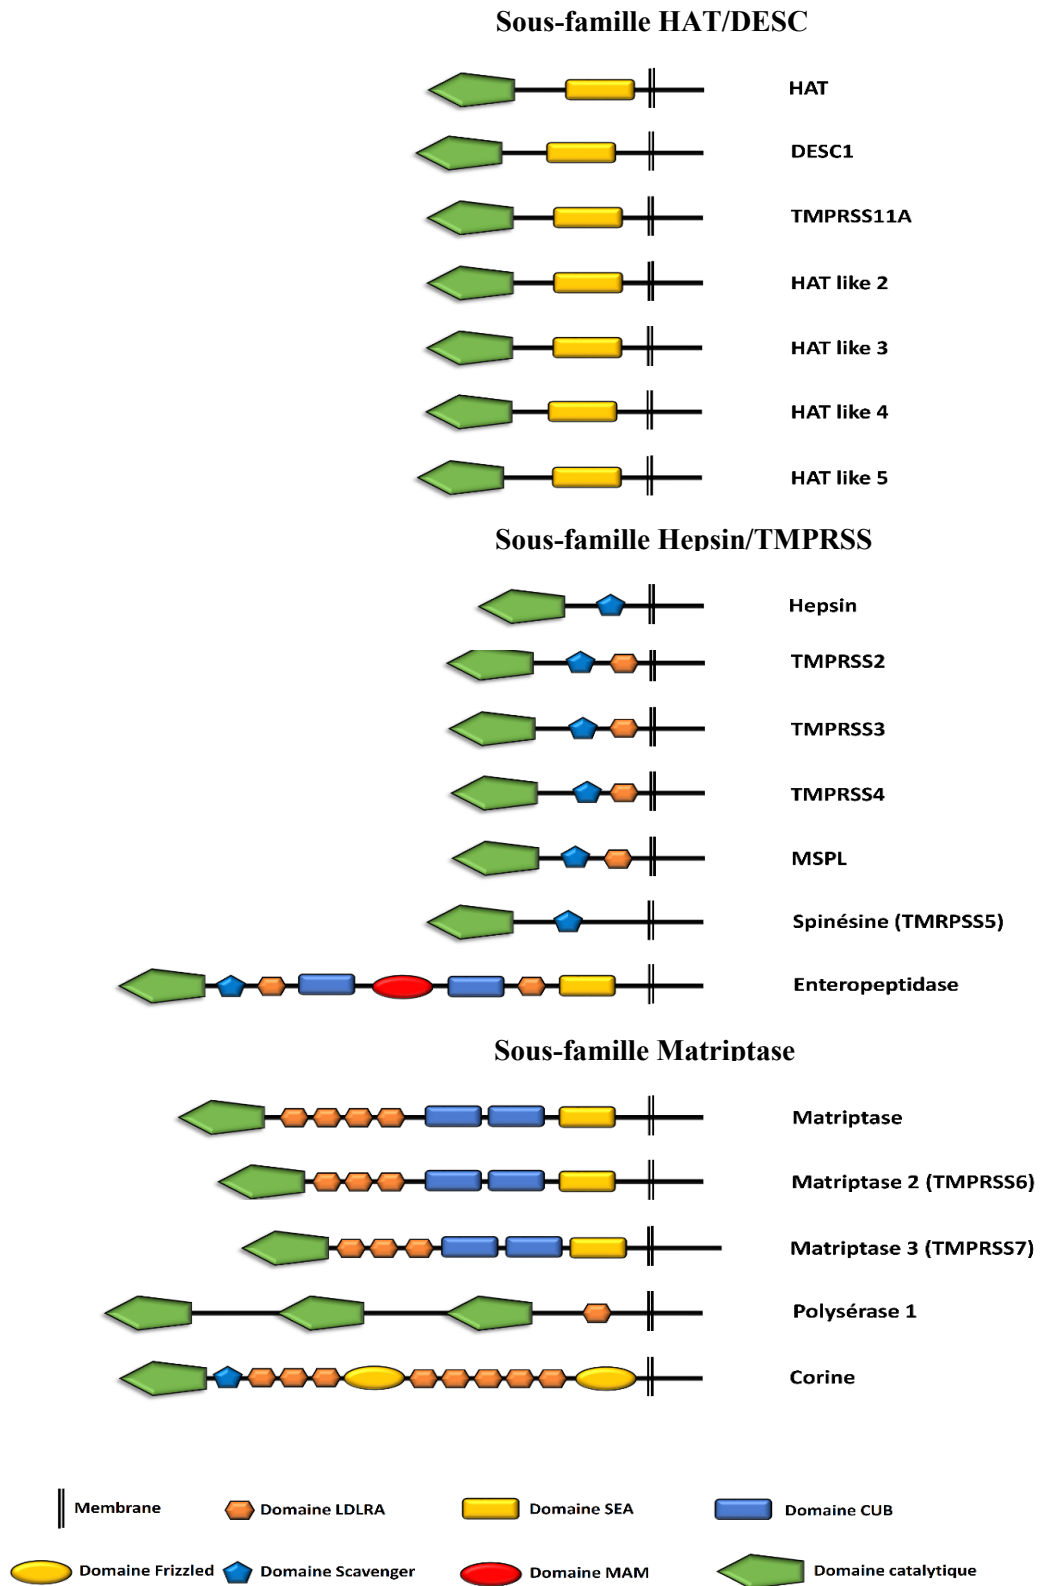 Sous-famille HAT/DESC
HAT
DESC1
TMPRSS11A
HAT like 2
HAT like 3
HAT like 4
HAT like 5
Sous-famille Hepsin/TMPRSS
Hepsin
TMPRSS2
TMPRSS3
TMPRSS4
MSPL
Spinésine (TMRPSS5)
Enteropeptidase
Sous-famille Matriptase
Matriptase
Matriptase 2 (TMPRSS6)
Matriptase 3 (TMPRSS7)
Polysérase 1
Corine
Membrane Domaine LDLRA Domaine SEA Domaine CUB
Domaine Frizzled Domaine Scavenger Domaine MAM Domaine catalytique